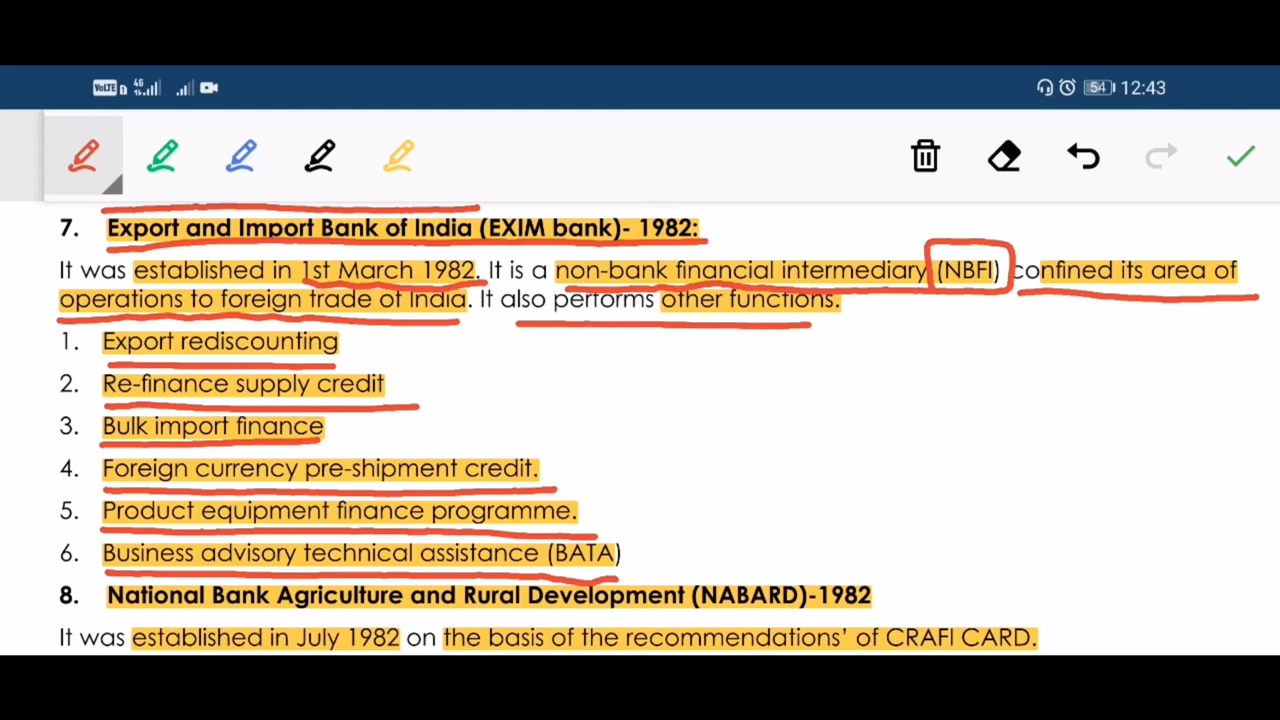 VoLTE 4G 54 12:43
7. Export and Import Bank of India (EXIM bank)- 1982:
It was established in 1st March 1982. It is a non-bank financial intermediary (NBFI) confined its area of
operations to foreign trade of India. It also performs other functions.
1. Export rediscounting
2. Re-finance supply credit
3. Bulk import finance
4. Foreign currency pre-shipment credit.
5. Product equipment finance programme.
6. Business advisory technical assistance (BATA)
8. National Bank Agriculture and Rural Development (NABARD)-1982
It was established in July 1982 on the basis of the recommendations’ of CRAFI CARD.